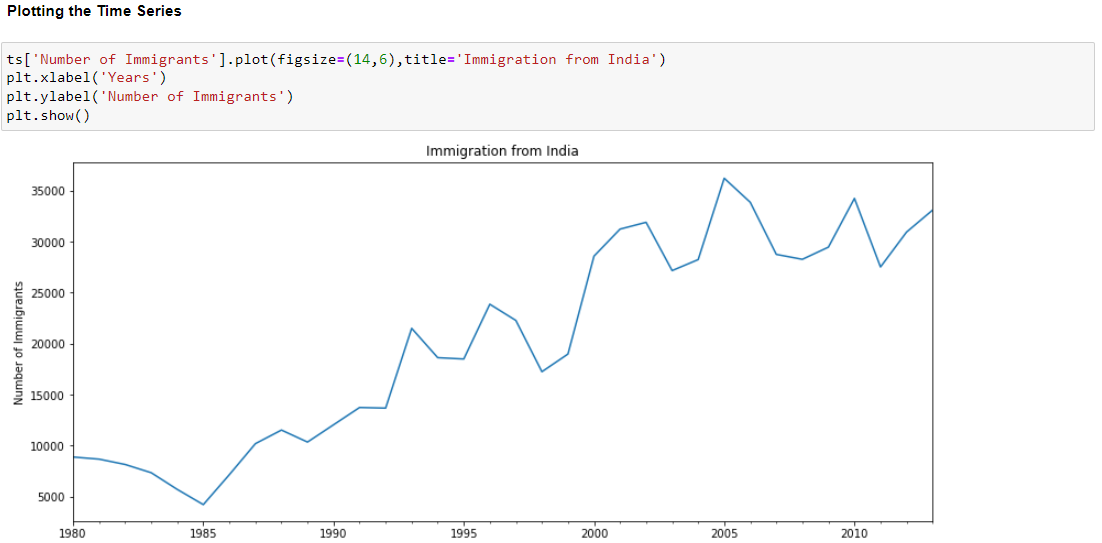 Plotting the Time Series
ts['Number of Immigrants'].plot(figsize=(14,6),title='Immigration from India')
plt.xlabel('Years')
plt.ylabel('Number of Immigrants')
plt.show()
Immigration from India
Number of Immigrants
35000
30000
25000
20000
15000
10000
5000
1980 1985 1990 1995 2000 2005 2010